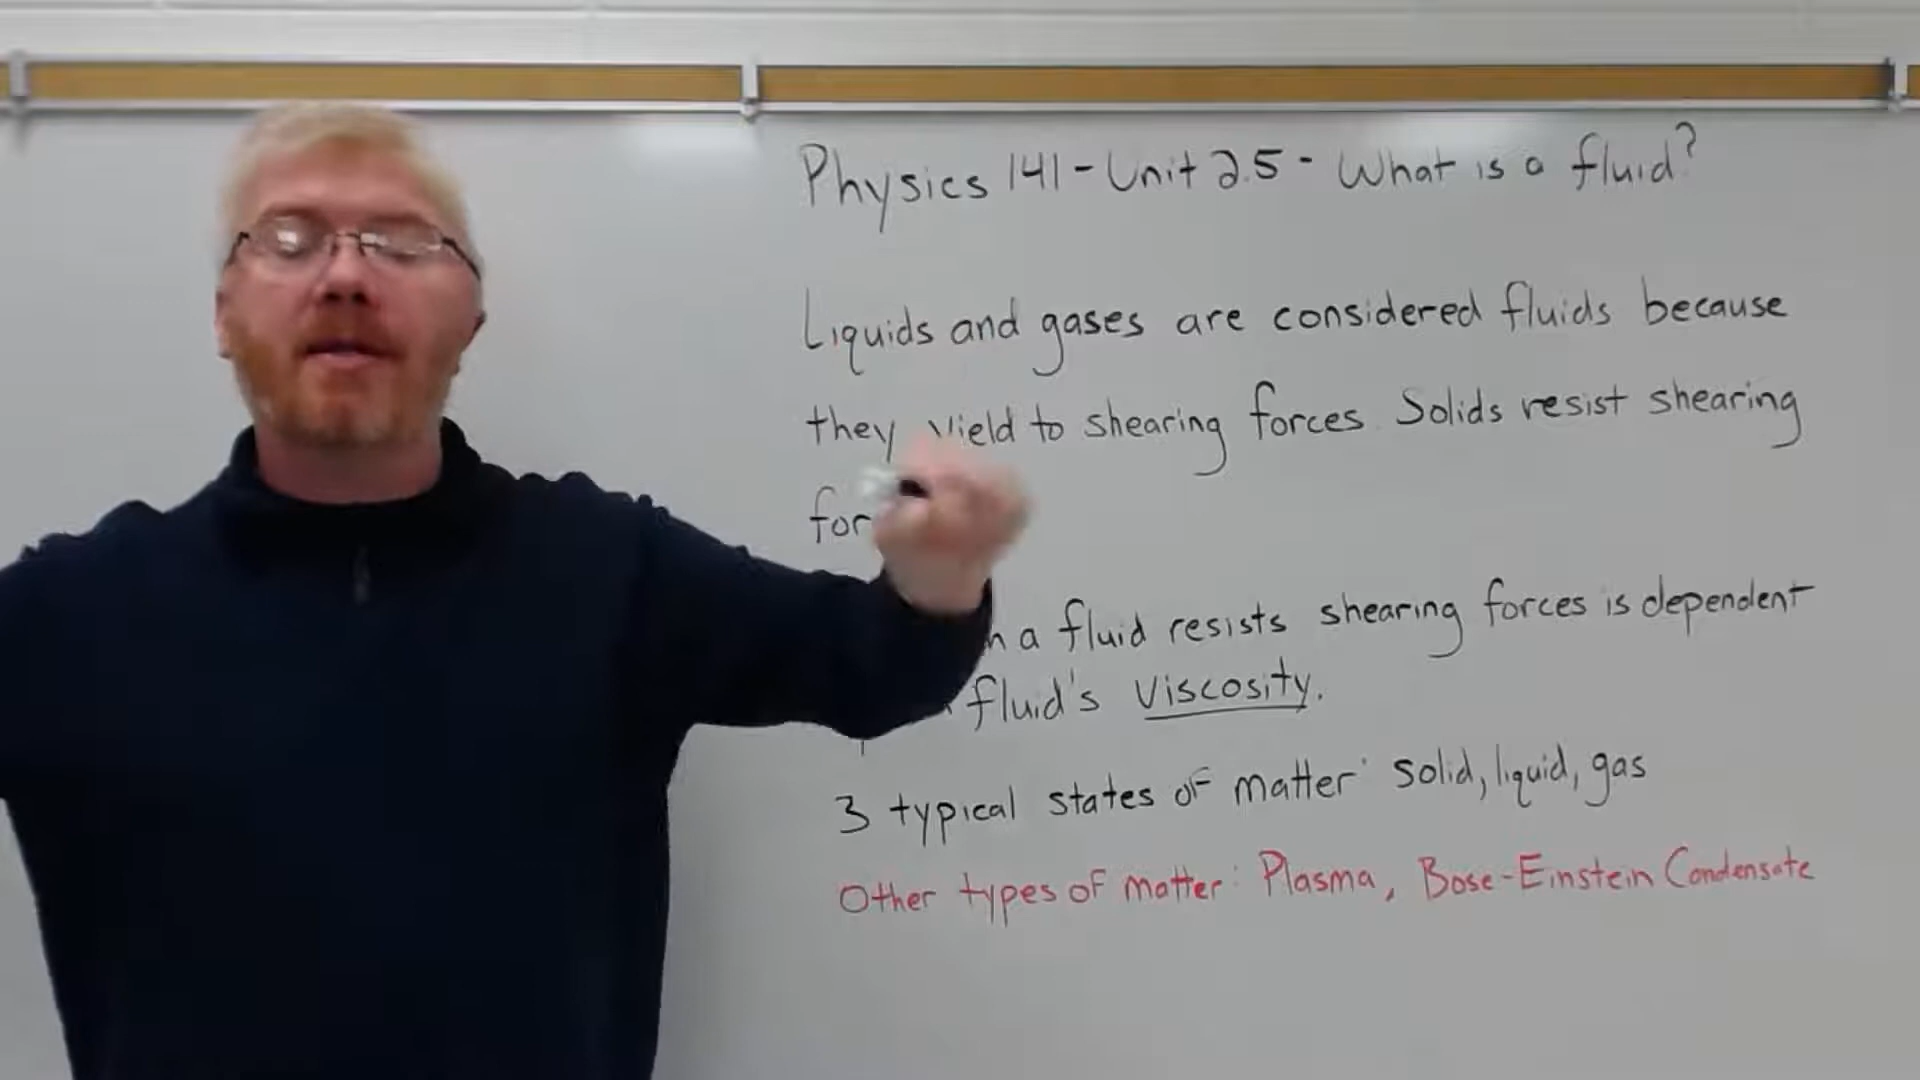 Physics 141 - Unit 2.5 - What is a fluid?
Liquids and gases are considered fluids because
they yield to shearing forces. Solids resist shearing
for
a fluid resists shearing forces is dependent
fluid's viscosity.
3 typical states of matter: solid, liquid, gas
Other types of matter: Plasma, Bose-Einstein Condensate